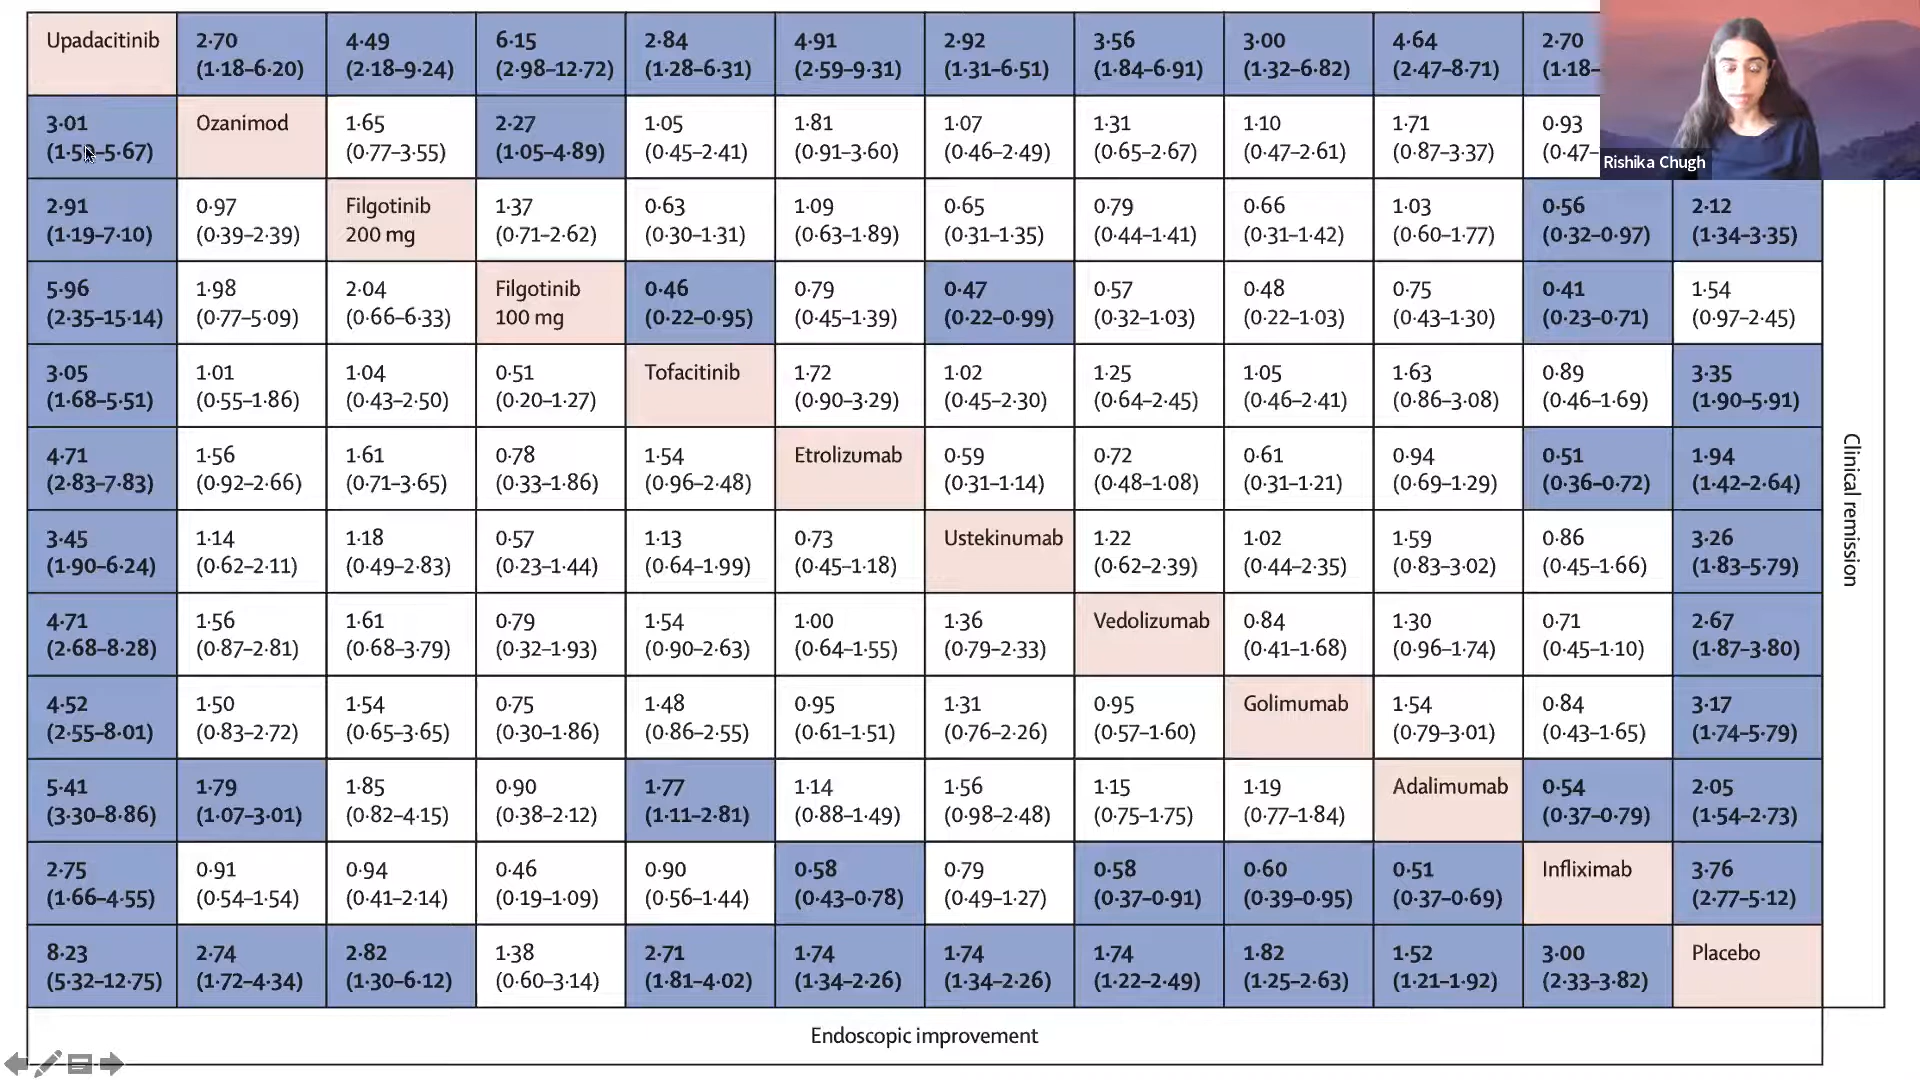 Upadacitinib 2·70 4·49 6·15 2·84 4·91 2·92 3·56 3·00 4·64 2·70
(1·18–6·20) (2·18–9·24) (2·98–12·72) (1·28–6·31) (2·59–9·31) (1·31–6·51) (1·84–6·91) (1·32–6·82) (2·47–8·71) (1·18–
3·01 Ozanimod 1·65 2·27 1·05 1·81 1·07 1·31 1·10 1·71 0·93
–5·67) (0·77–3·55) (1·05–4·89) (0·45–2·41) (0·91–3·60) (0·46–2·49) (0·65–2·67) (0·47–2·61) (0·87–3·37) (0·47–
Rishika Chugh
2·91 0·97 Filgotinib 1·37 0·63 1·09 0·65 0·79 0·66 1·03 0·56 2·12
(1·19–7·10) (0·39–2·39) 200 mg (0·71–2·62) (0·30–1·31) (0·63–1·89) (0·31–1·35) (0·44–1·41) (0·31–1·42) (0·60–1·77) (0·32–0·97) (1·34–3·35)
5·96 1·98 2·04 Filgotinib 0·46 0·79 0·47 0·57 0·48 0·75 0·41 1·54
(2·35–15·14) (0·77–5·09) (0·66–6·33) 100 mg (0·22–0·95) (0·45–1·39) (0·22–0·99) (0·32–1·03) (0·22–1·03) (0·43–1·30) (0·23–0·71) (0·97–2·45)
3·05 1·01 1·04 0·51 Tofacitinib 1·72 1·02 1·25 1·05 1·63 0·89 3·35
(1·68–5·51) (0·55–1·86) (0·43–2·50) (0·20–1·27) (0·90–3·29) (0·45–2·30) (0·64–2·45) (0·46–2·41) (0·86–3·08) (0·46–1·69) (1·90–5·91)
4·71 1·56 1·61 0·78 1·54 Etrolizumab 0·59 0·72 0·61 0·94 0·51 1·94
(2·83–7·83) (0·92–2·66) (0·71–3·65) (0·33–1·86) (0·96–2·48) (0·31–1·14) (0·48–1·08) (0·31–1·21) (0·69–1·29) (0·36–0·72) (1·42–2·64)
3·45 1·14 1·18 0·57 1·13 0·73 Ustekinumab 1·22 1·02 1·59 0·86 3·26
(1·90–6·24) (0·62–2·11) (0·49–2·83) (0·23–1·44) (0·64–1·99) (0·45–1·18) (0·62–2·39) (0·44–2·35) (0·83–3·02) (0·45–1·66) (1·83–5·79)
4·71 1·56 1·61 0·79 1·54 1·00 1·36 Vedolizumab 0·84 1·30 0·71 2·67
(2·68–8·28) (0·87–2·81) (0·68–3·79) (0·32–1·93) (0·90–2·63) (0·64–1·55) (0·79–2·33) (0·41–1·68) (0·96–1·74) (0·45–1·10) (1·87–3·80)
4·52 1·50 1·54 0·75 1·48 0·95 1·31 0·95 Golimumab 1·54 0·84 3·17
(2·55–8·01) (0·83–2·72) (0·65–3·65) (0·30–1·86) (0·86–2·55) (0·61–1·51) (0·76–2·26) (0·57–1·60) (0·79–3·01) (0·43–1·65) (1·74–5·79)
5·41 1·79 1·85 0·90 1·77 1·14 1·56 1·15 1·19 Adalimumab 0·54 2·05
(3·30–8·86) (1·07–3·01) (0·82–4·15) (0·38–2·12) (1·11–2·81) (0·88–1·49) (0·98–2·48) (0·75–1·75) (0·77–1·84) (0·37–0·79) (1·54–2·73)
2·75 0·91 0·94 0·46 0·90 0·58 0·79 0·58 0·60 0·51 Infliximab 3·76
(1·66–4·55) (0·54–1·54) (0·41–2·14) (0·19–1·09) (0·56–1·44) (0·43–0·78) (0·49–1·27) (0·37–0·91) (0·39–0·95) (0·37–0·69) (2·77–5·12)
8·23 2·74 2·82 1·38 2·71 1·74 1·74 1·74 1·82 1·52 3·00 Placebo
(5·32–12·75) (1·72–4·34) (1·30–6·12) (0·60–3·14) (1·81–4·02) (1·34–2·26) (1·34–2·26) (1·22–2·49) (1·25–2·63) (1·21–1·92) (2·33–3·82)
Clinical remission
Endoscopic improvement